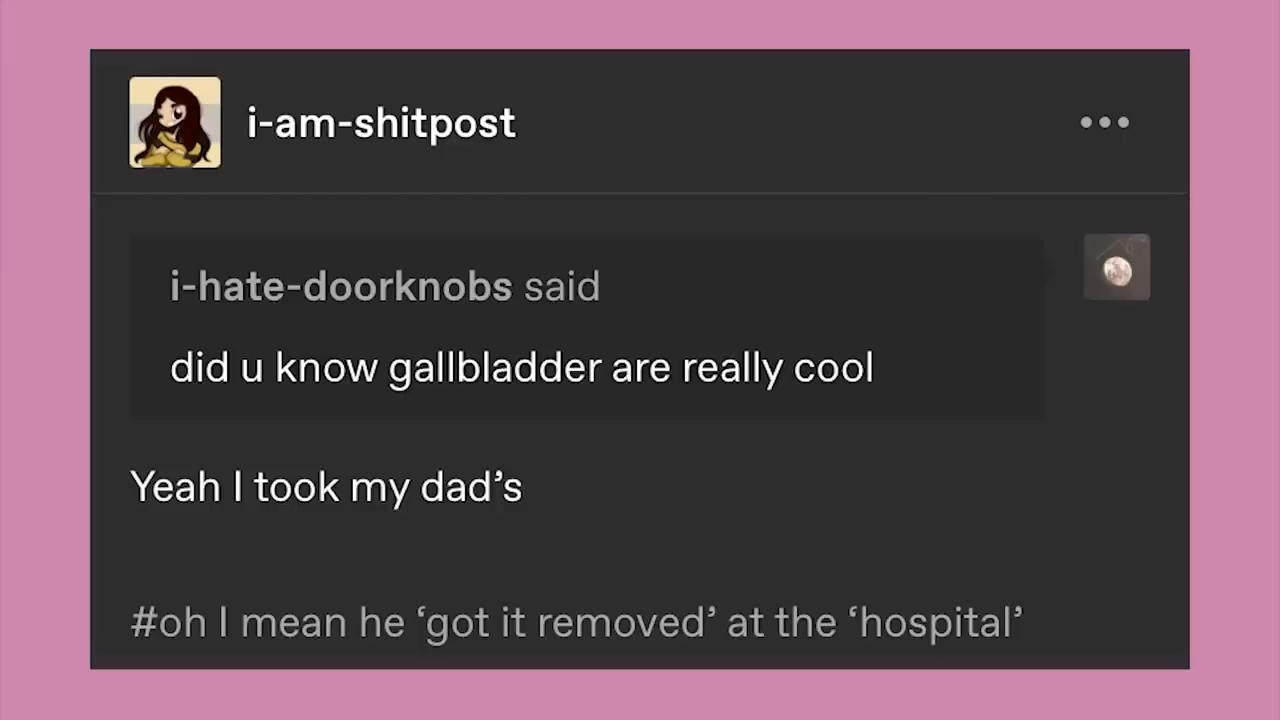 i-am-shitpost
i-hate-doorknobs said
did u know gallbladder are really cool
Yeah I took my dad’s
#oh I mean he ‘got it removed’ at the ‘hospital’